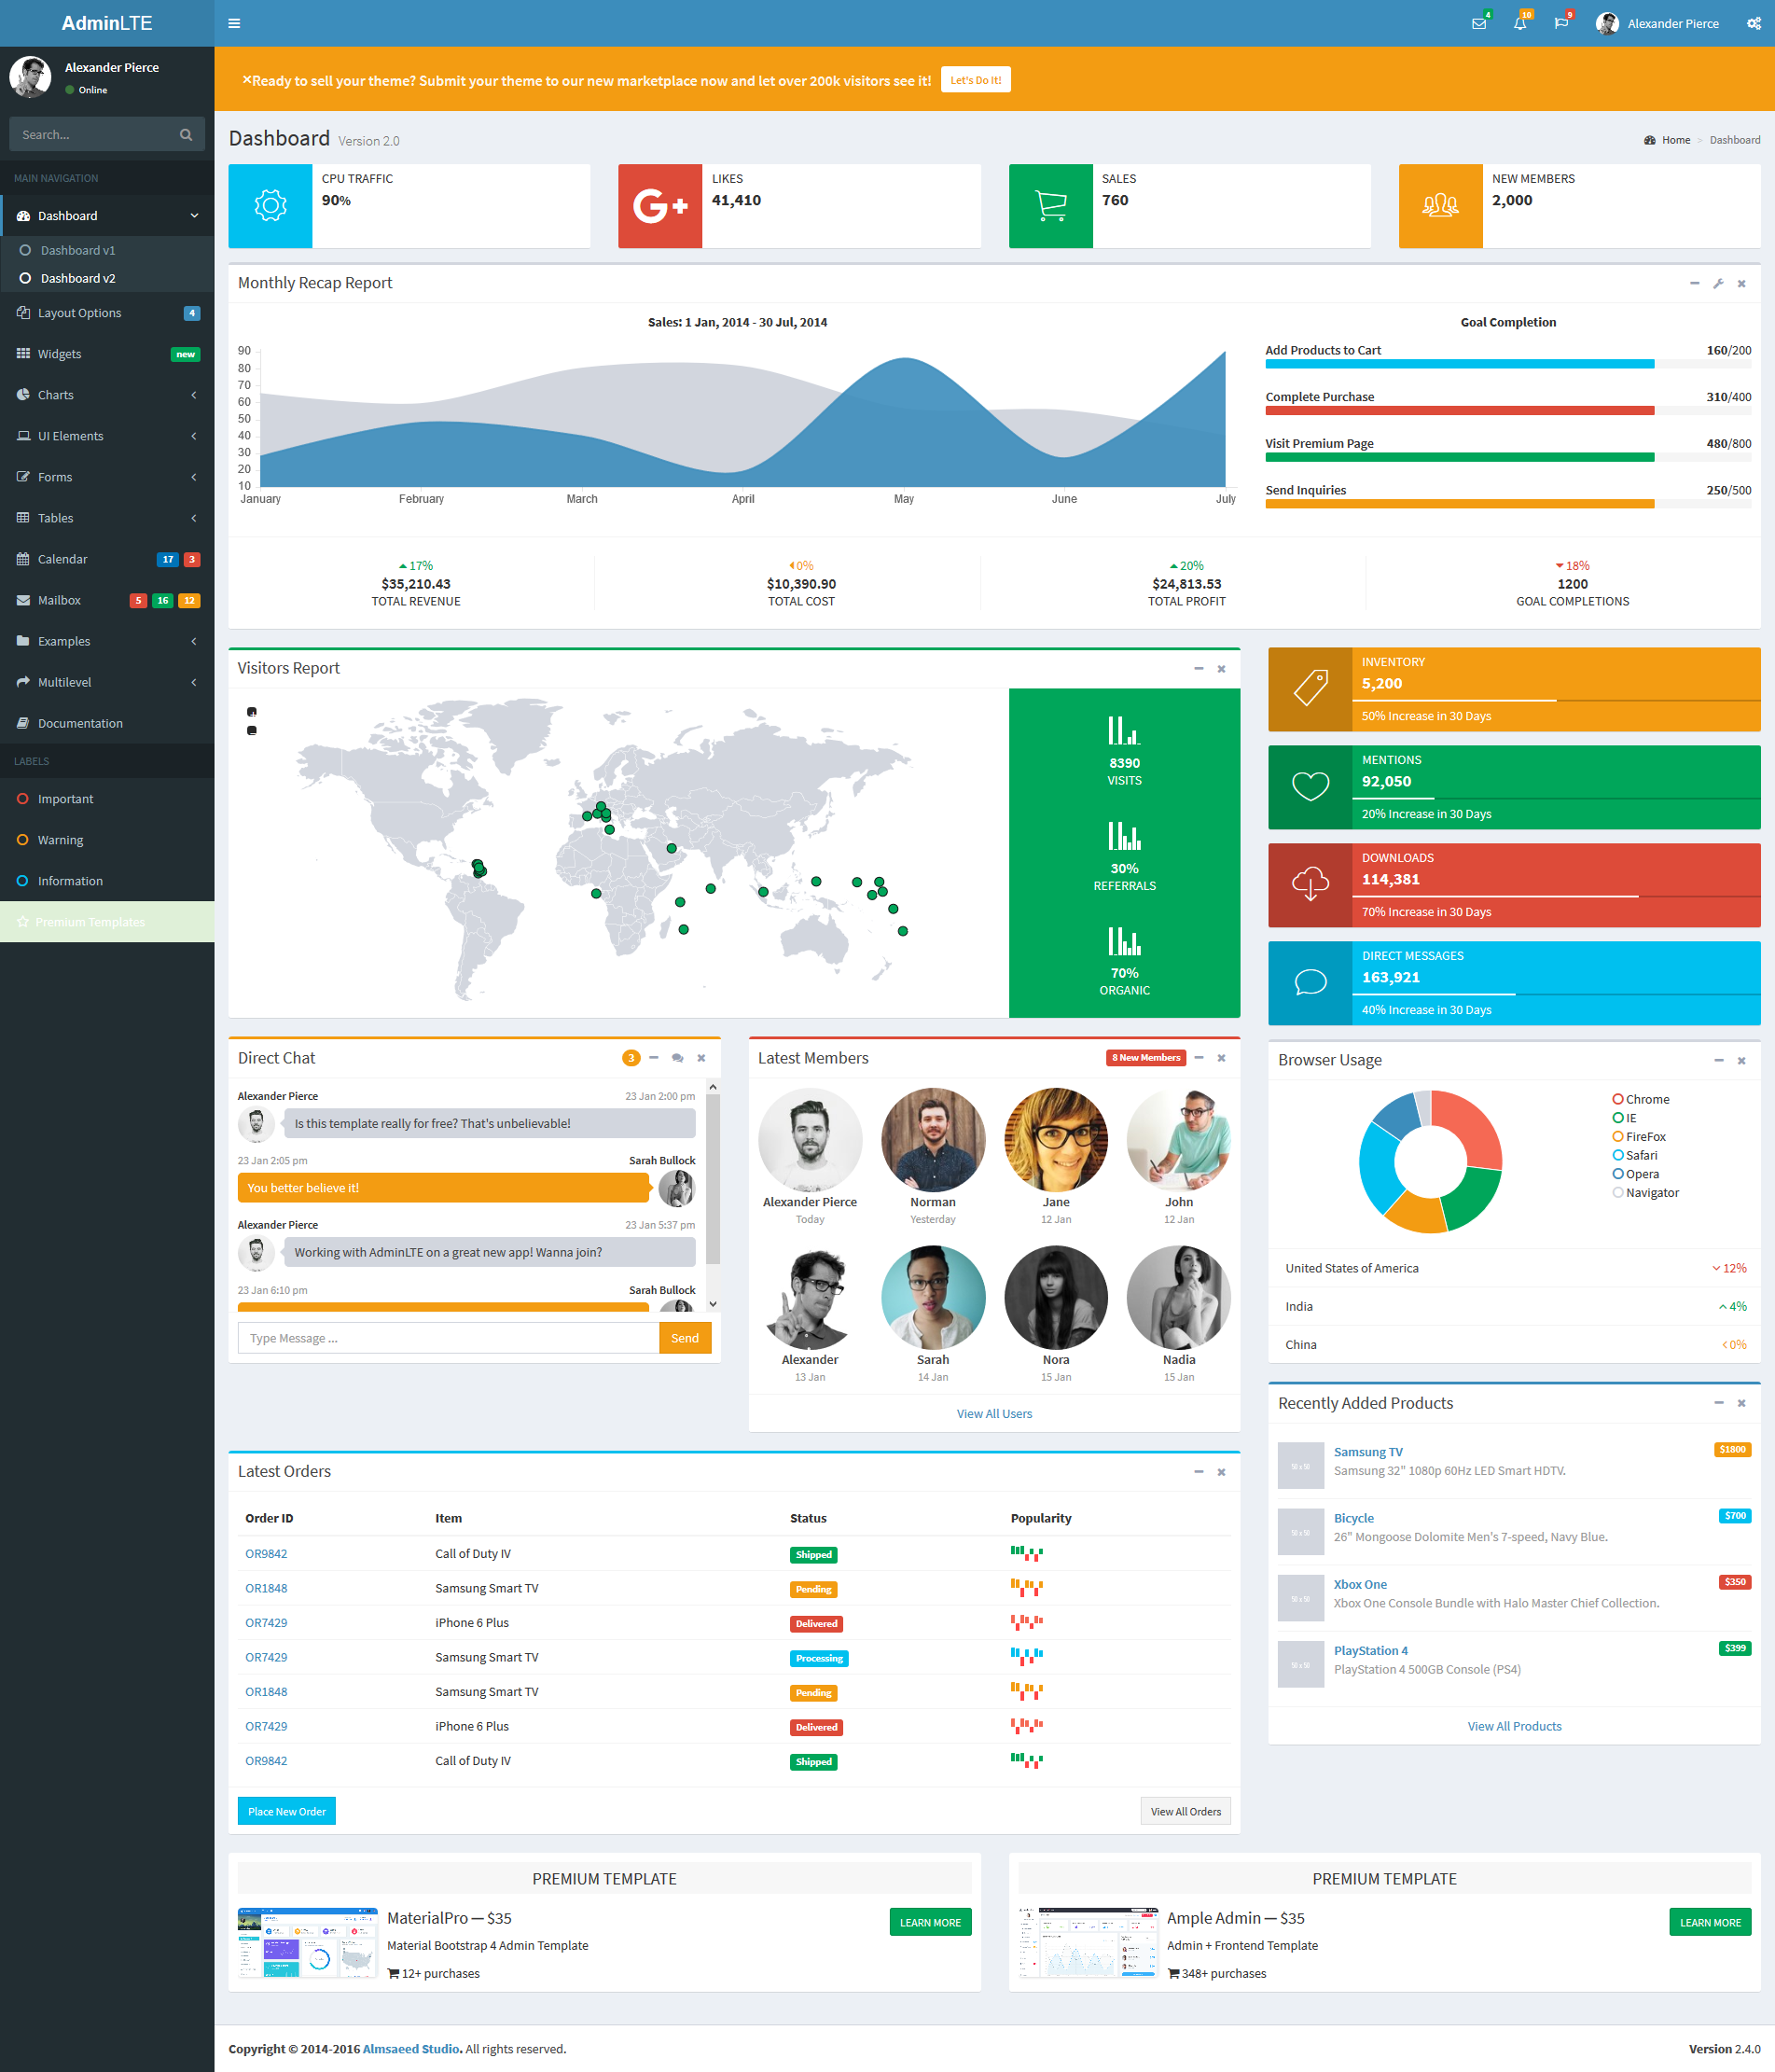 AdminLTE
4
10
9
Alexander Pierce
Alexander Pierce
Online
Search...
MAIN NAVIGATION
Dashboard
Dashboard v1
Dashboard v2
Layout Options 4
Widgets new
Charts
UI Elements
Forms
Tables
Calendar 17 3
Mailbox 5 16 12
Examples
Multilevel
Documentation
LABELS
Important
Warning
Information
Premium Templates
×Ready to sell your theme? Submit your theme to our new marketplace now and let over 200k visitors see it! Let's Do It!
Dashboard Version 2.0
Home > Dashboard
CPU TRAFFIC
90%
G+
LIKES
41,410
SALES
760
NEW MEMBERS
2,000
Monthly Recap Report
Sales: 1 Jan, 2014 - 30 Jul, 2014
90
80
70
60
50
40
30
20
10
January February March April May June July
Goal Completion
Add Products to Cart 160/200
Complete Purchase 310/400
Visit Premium Page 480/800
Send Inquiries 250/500
17%
$35,210.43
TOTAL REVENUE
0%
$10,390.90
TOTAL COST
20%
$24,813.53
TOTAL PROFIT
18%
1200
GOAL COMPLETIONS
Visitors Report
8390
VISITS
30%
REFERRALS
70%
ORGANIC
INVENTORY
5,200
50% Increase in 30 Days
MENTIONS
92,050
20% Increase in 30 Days
DOWNLOADS
114,381
70% Increase in 30 Days
DIRECT MESSAGES
163,921
40% Increase in 30 Days
Direct Chat 3
Alexander Pierce 23 Jan 2:00 pm
Is this template really for free? That's unbelievable!
23 Jan 2:05 pm Sarah Bullock
You better believe it!
Alexander Pierce 23 Jan 5:37 pm
Working with AdminLTE on a great new app! Wanna join?
23 Jan 6:10 pm Sarah Bullock
Type Message ... Send
Latest Members 8 New Members
Alexander Pierce
Today
Norman
Yesterday
Jane
12 Jan
John
12 Jan
Alexander
13 Jan
Sarah
14 Jan
Nora
15 Jan
Nadia
15 Jan
View All Users
Browser Usage
Chrome
IE
FireFox
Safari
Opera
Navigator
United States of America 12%
India 4%
China 0%
Recently Added Products
50 x 50
Samsung TV $1800
Samsung 32" 1080p 60Hz LED Smart HDTV.
50 x 50
Bicycle $700
26" Mongoose Dolomite Men's 7-speed, Navy Blue.
50 x 50
Xbox One $350
Xbox One Console Bundle with Halo Master Chief Collection.
50 x 50
PlayStation 4 $399
PlayStation 4 500GB Console (PS4)
View All Products
Latest Orders
Order ID Item Status Popularity
OR9842 Call of Duty IV Shipped
OR1848 Samsung Smart TV Pending
OR7429 iPhone 6 Plus Delivered
OR7429 Samsung Smart TV Processing
OR1848 Samsung Smart TV Pending
OR7429 iPhone 6 Plus Delivered
OR9842 Call of Duty IV Shipped
Place New Order View All Orders
PREMIUM TEMPLATE
MaterialPro — $35
Material Bootstrap 4 Admin Template
12+ purchases
LEARN MORE
PREMIUM TEMPLATE
Ample Admin — $35
Admin + Frontend Template
348+ purchases
LEARN MORE
Copyright © 2014-2016 Almsaeed Studio. All rights reserved.
Version 2.4.0